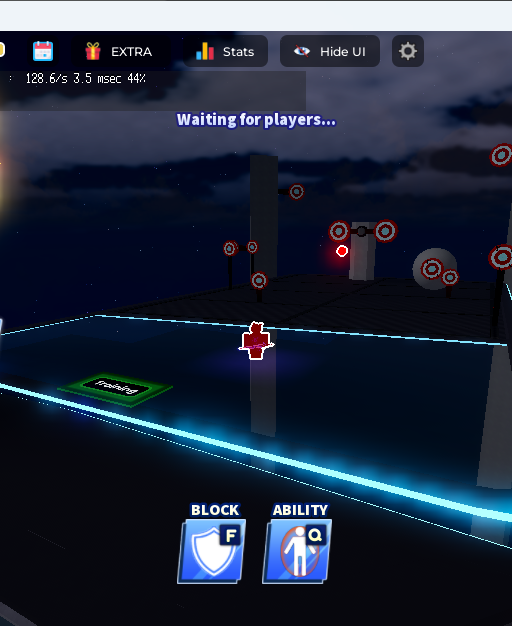 EXTRA
Stats
Hide UI
: 128.6/s 3.5 msec 44%
Waiting for players...
Training
BLOCK
ABILITY
F
Q